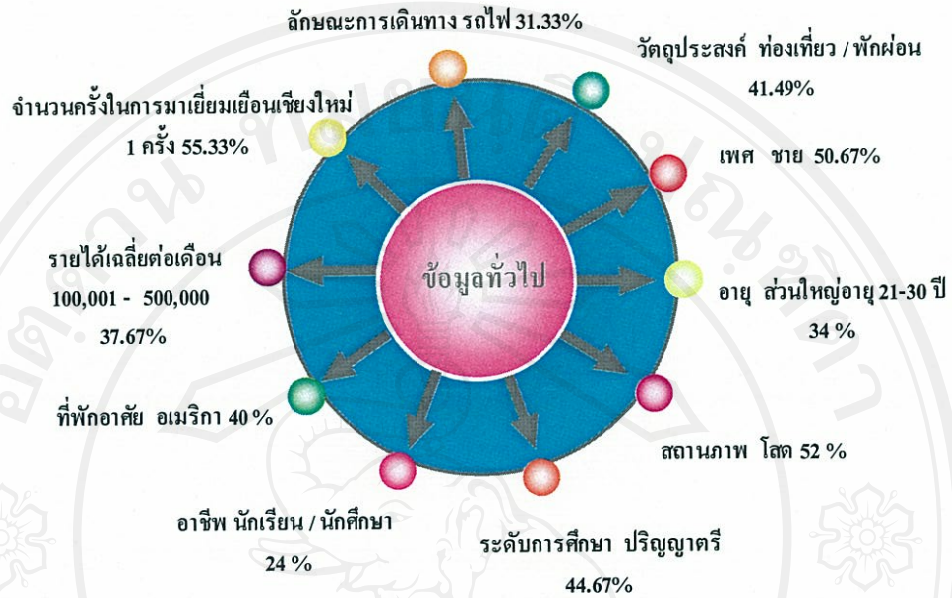 ลักษณะการเดินทาง รถไฟ 31.33%
วัตถุประสงค์ ท่องเที่ยว / พักผ่อน
41.49%
จำนวนครั้งในการมาเยี่ยมเยือนเชียงใหม่
1 ครั้ง 55.33%
เพศ ชาย 50.67%
รายได้เฉลี่ยต่อเดือน
100,001 - 500,000
37.67%
ข้อมูลทั่วไป
อายุ ส่วนใหญ่อายุ 21-30 ปี
34 %
ที่พักอาศัย อเมริกา 40 %
สถานภาพ โสด 52 %
อาชีพ นักเรียน / นักศึกษา
24 %
ระดับการศึกษา ปริญญาตรี
44.67%